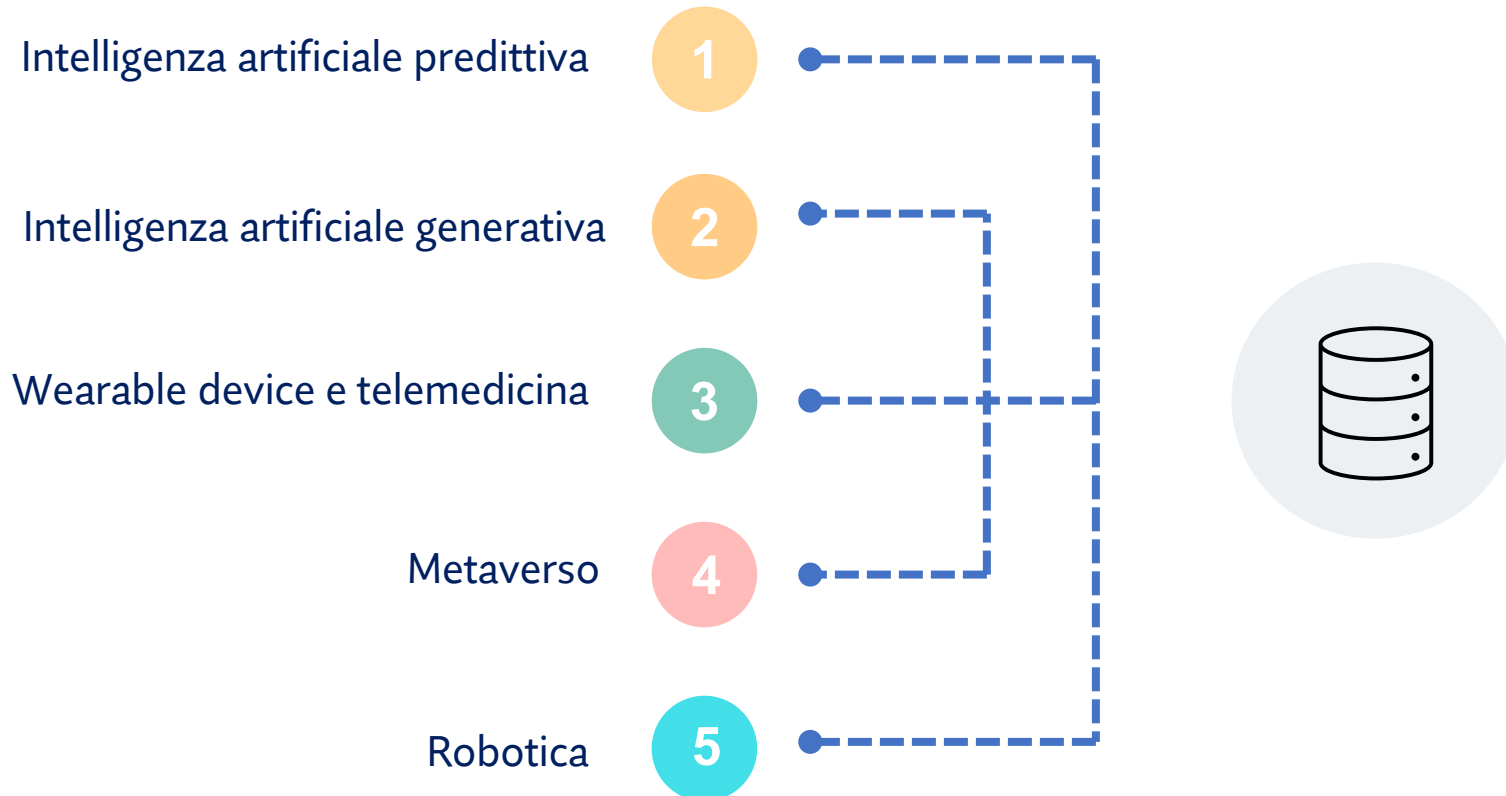 Intelligenza artificiale predittiva 1
Intelligenza artificiale generativa 2
Wearable device e telemedicina 3
Metaverso 4
Robotica 5